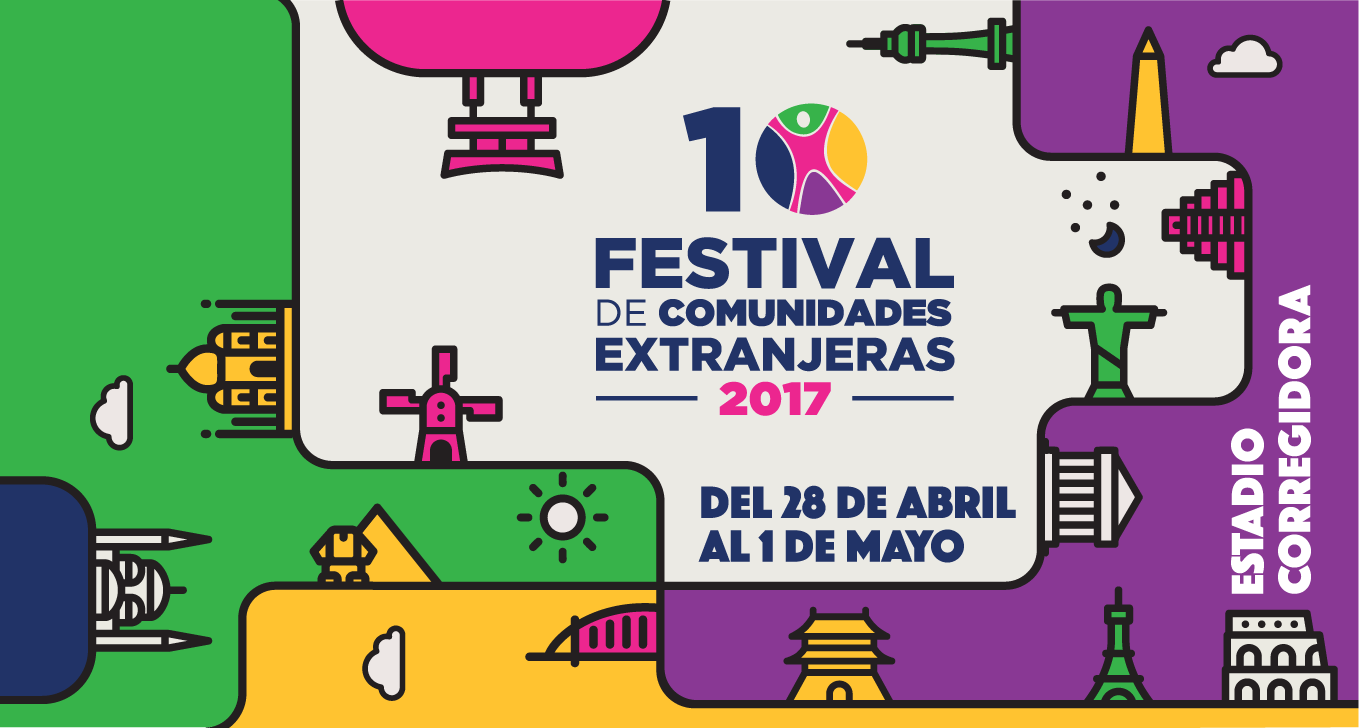 10
FESTIVAL
DE COMUNIDADES
EXTRANJERAS
2017
DEL 28 DE ABRIL
AL 1 DE MAYO
ESTADIO
CORREGIDORA